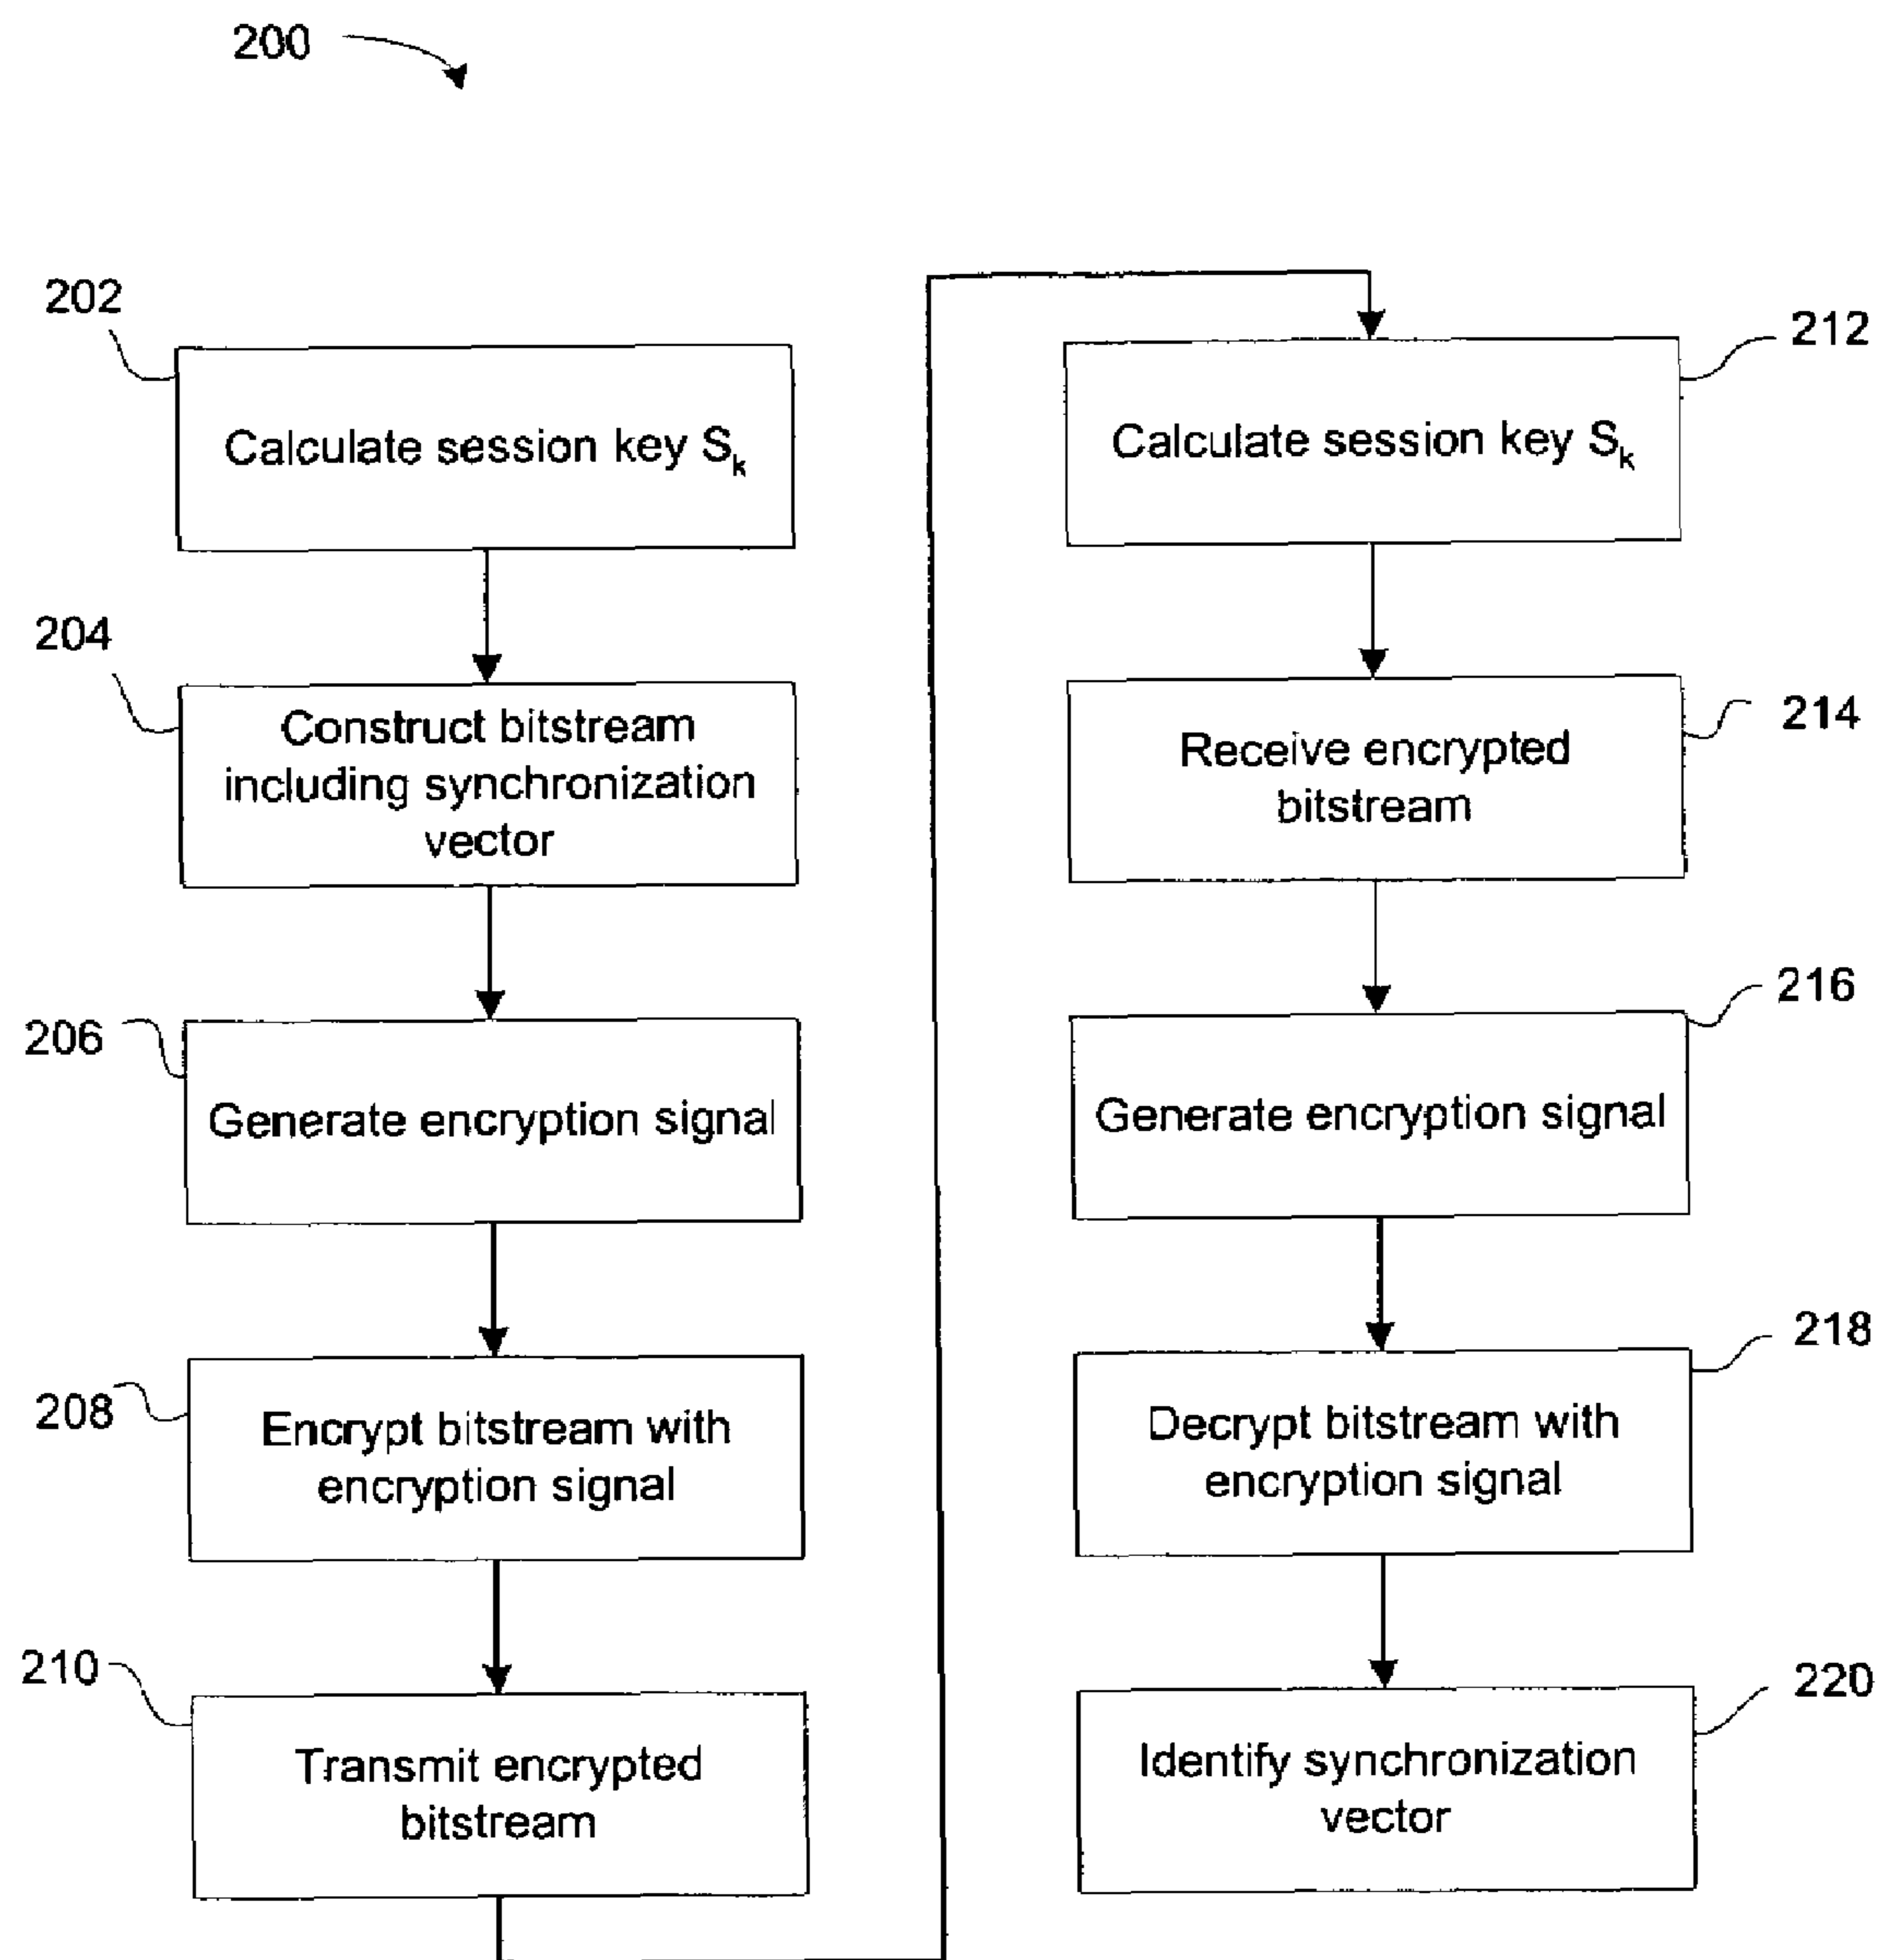 200
202
Calculate session key Sk
204
Construct bitstream
including synchronization
vector
206
Generate encryption signal
208
Encrypt bitstream with
encryption signal
210
Transmit encrypted
bitstream
212
Calculate session key Sk
214
Receive encrypted
bitstream
216
Generate encryption signal
218
Decrypt bitstream with
encryption signal
220
Identify synchronization
vector